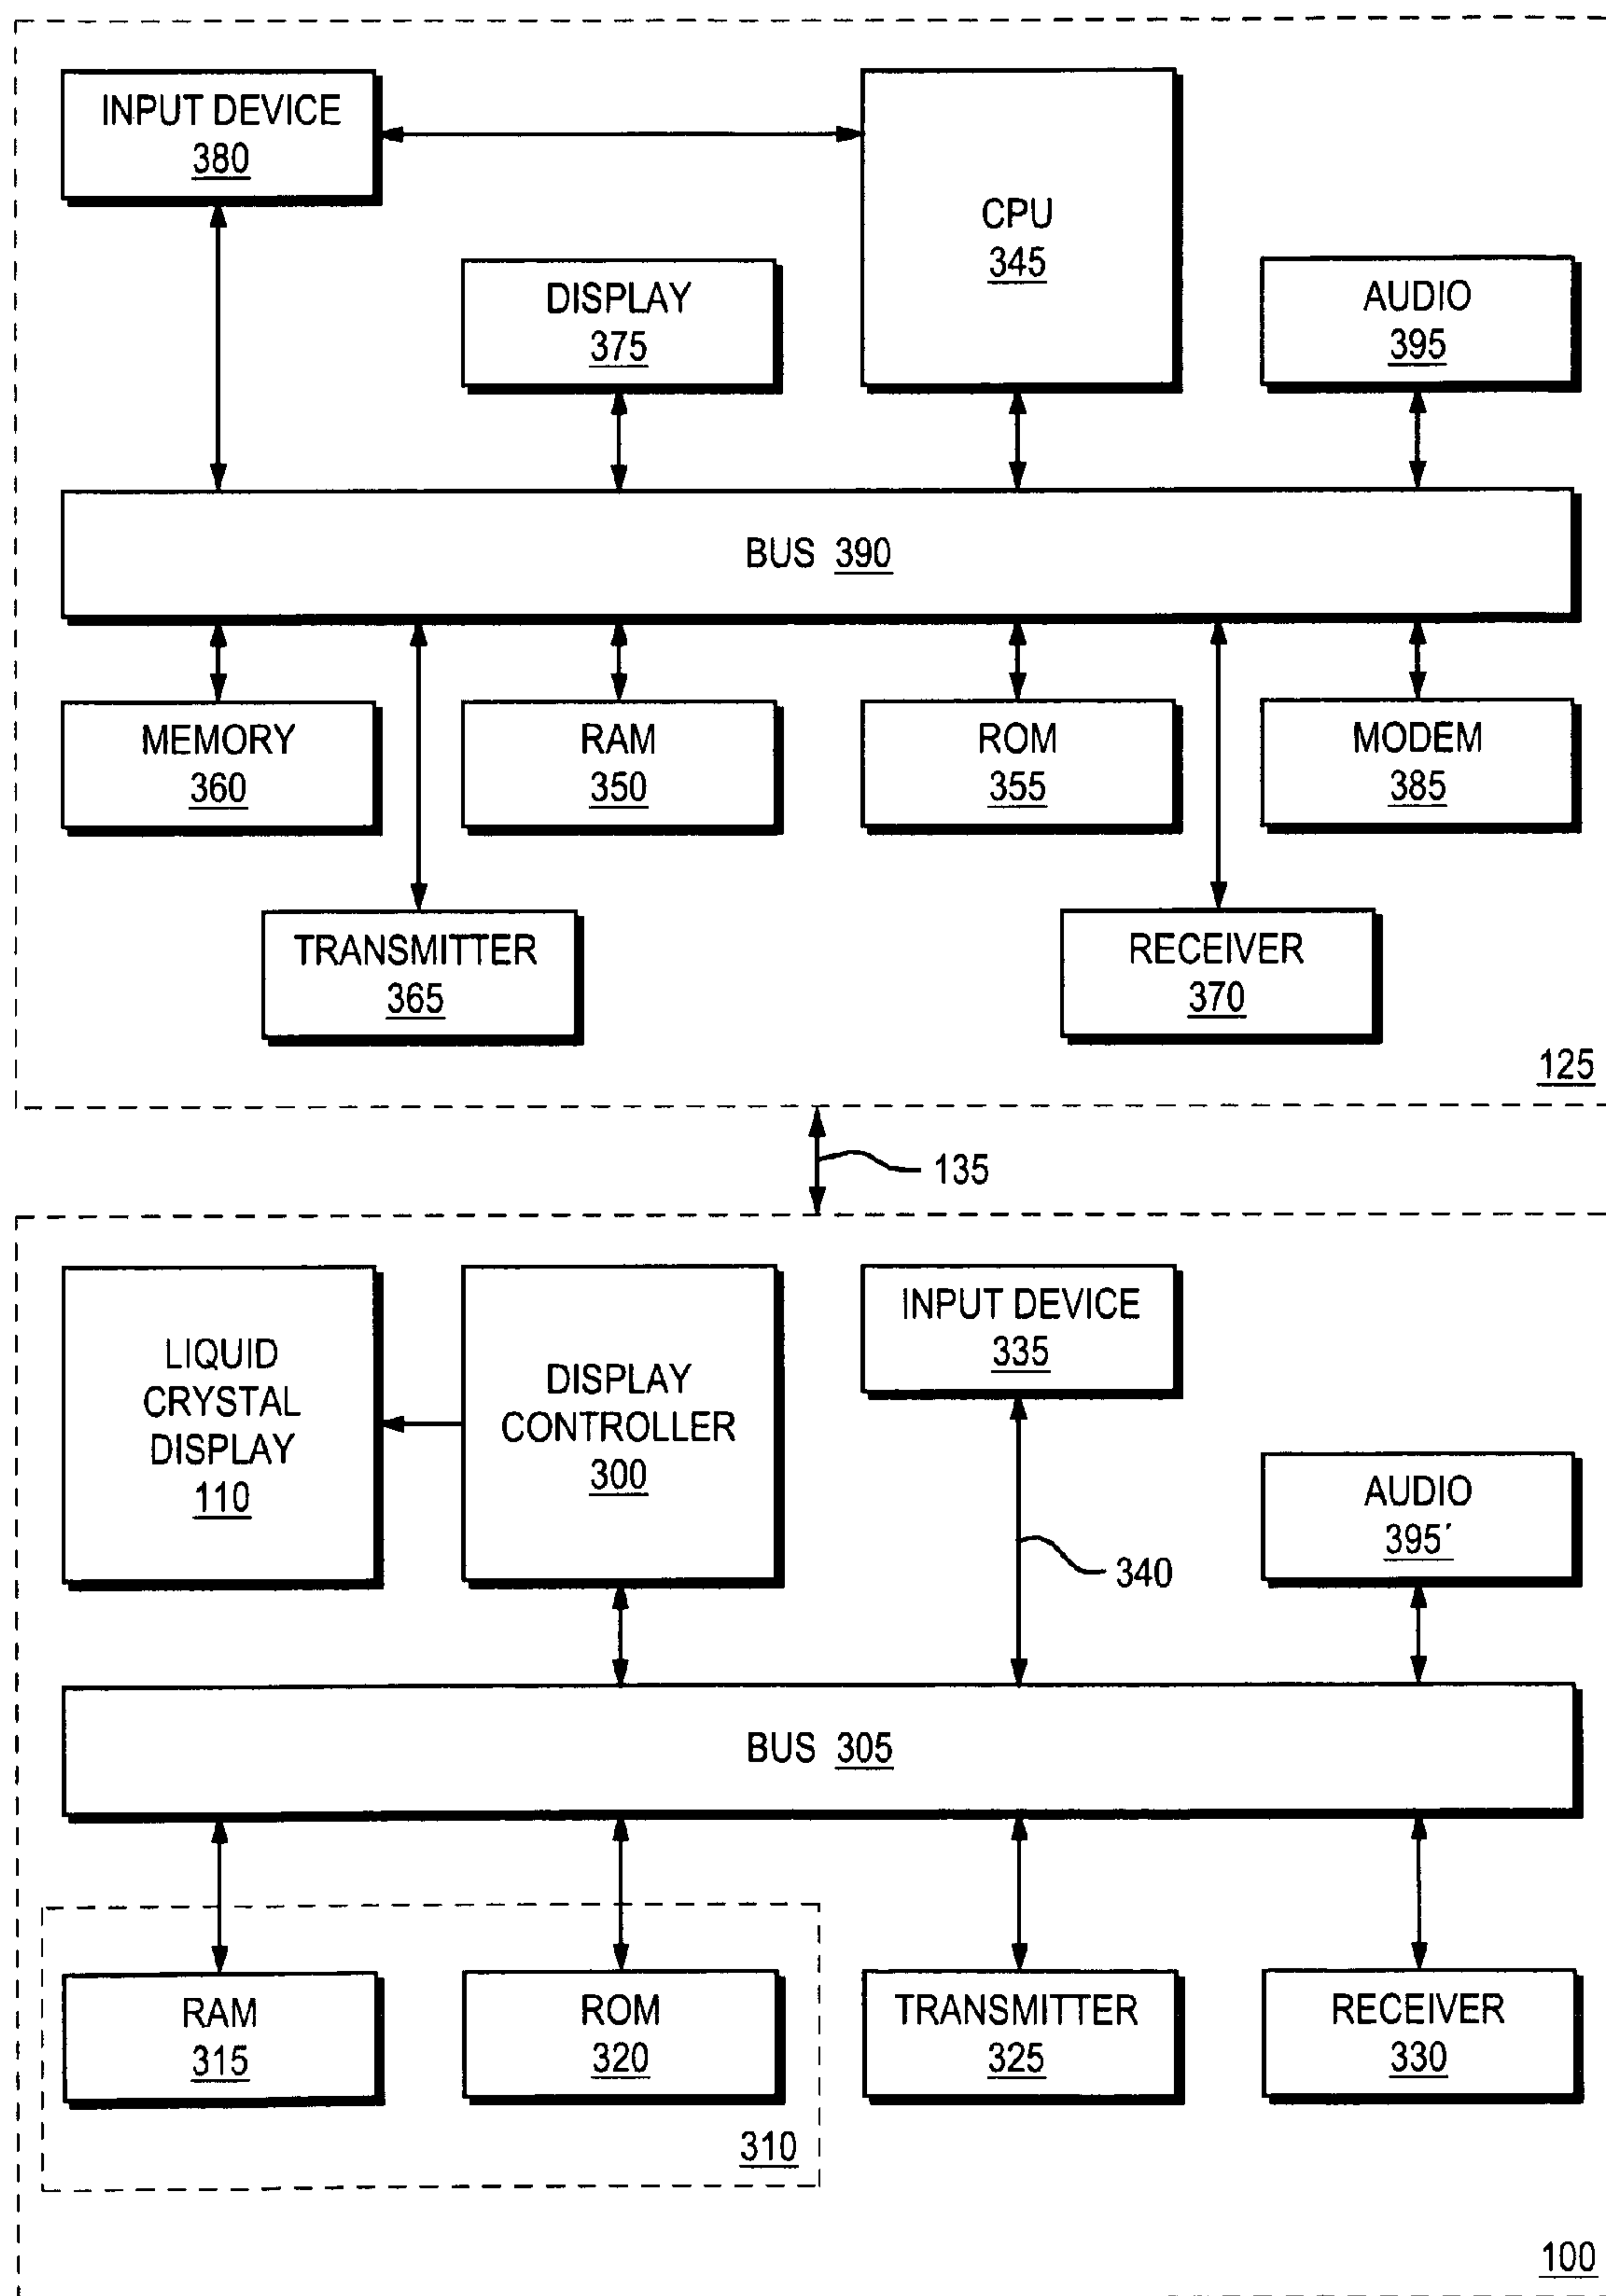 INPUT DEVICE
380
CPU
345
DISPLAY
375
AUDIO
395
BUS 390
MEMORY
360
RAM
350
ROM
355
MODEM
385
TRANSMITTER
365
RECEIVER
370
125
135
LIQUID
CRYSTAL
DISPLAY
110
DISPLAY
CONTROLLER
300
INPUT DEVICE
335
340
AUDIO
395´
BUS 305
RAM
315
ROM
320
TRANSMITTER
325
RECEIVER
330
310
100